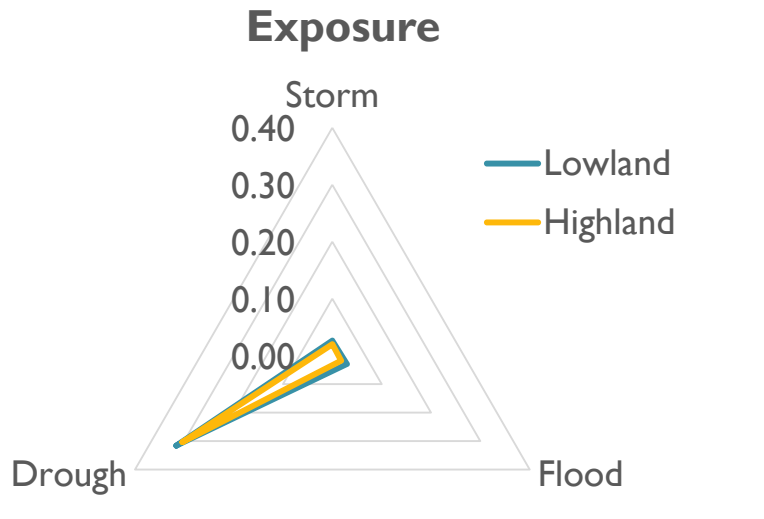 Exposure
Storm
0.40
0.30
0.20
0.10
0.00
Lowland
Highland
Drough
Flood